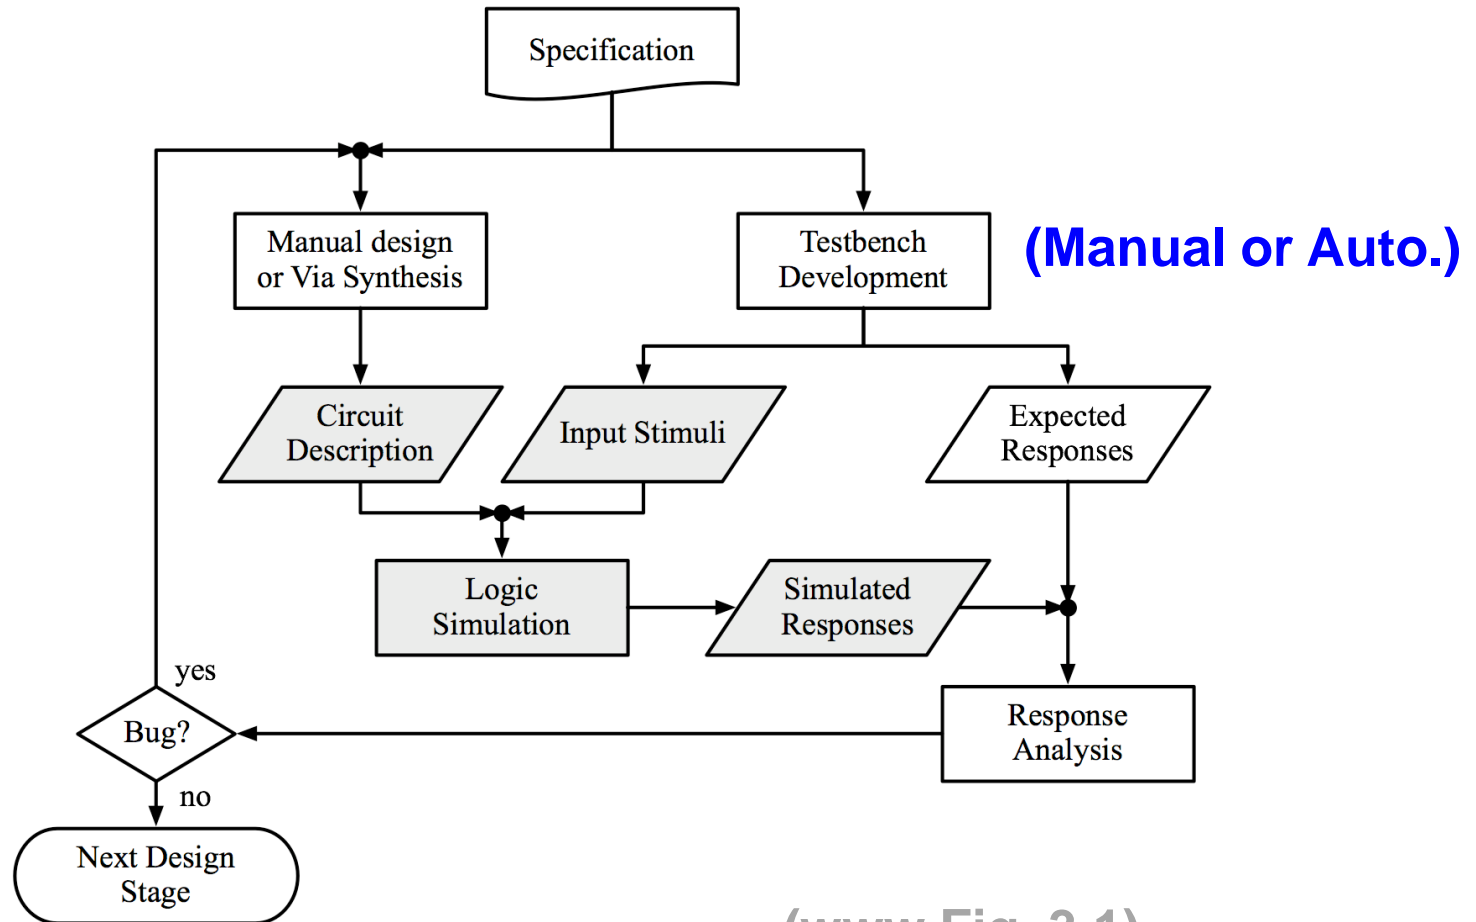 Specification
Manual design
or Via Synthesis
Testbench
Development
(Manual or Auto.)
Circuit
Description
Input Stimuli
Expected
Responses
Logic
Simulation
Simulated
Responses
yes
Bug?
Response
Analysis
no
Next Design
Stage